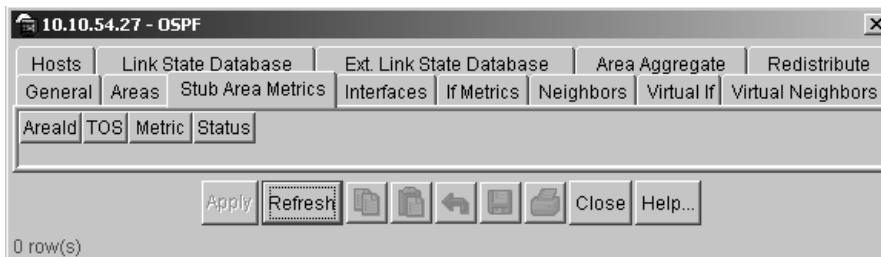 10.10.54.27 - OSPF
Hosts Link State Database Ext. Link State Database Area Aggregate Redistribute
General Areas Stub Area Metrics Interfaces If Metrics Neighbors Virtual If Virtual Neighbors
AreaId TOS Metric Status
Apply Refresh Close Help...
0 row(s)